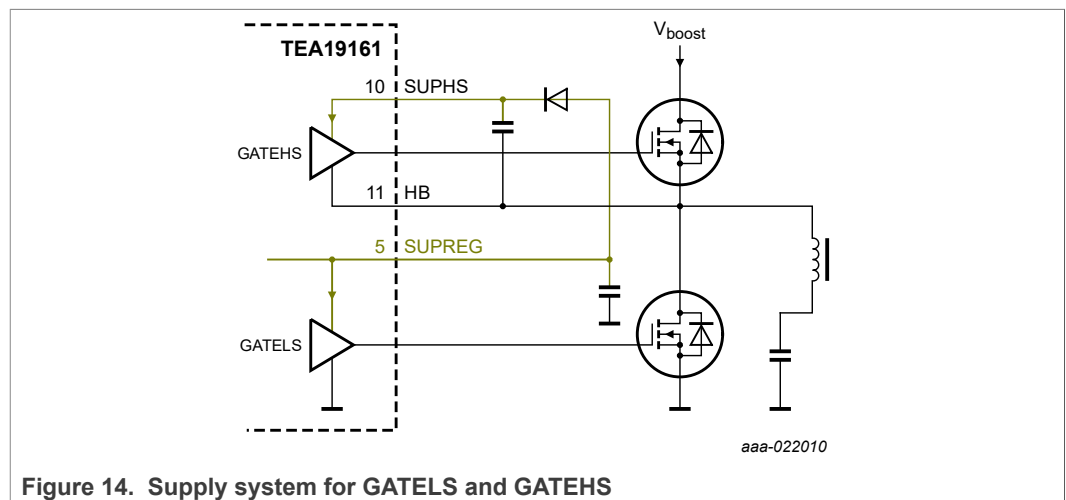 V_boost
TEA19161
10 SUPHS
GATEHS
11 HB
5 SUPREG
GATELS
aaa-022010
Figure 14. Supply system for GATELS and GATEHS